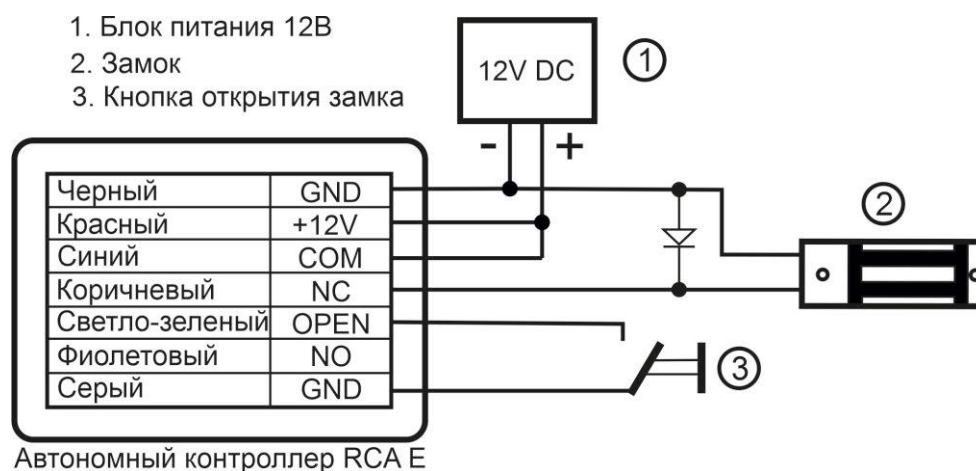 1. Блок питания 12В
2. Замок
3. Кнопка открытия замка
12V DC
1
- +
Черный GND
Красный +12V
Синий COM
Коричневый NC
Светло-зеленый OPEN
Фиолетовый NO
Серый GND
2
3
Автономный контроллер RCA E